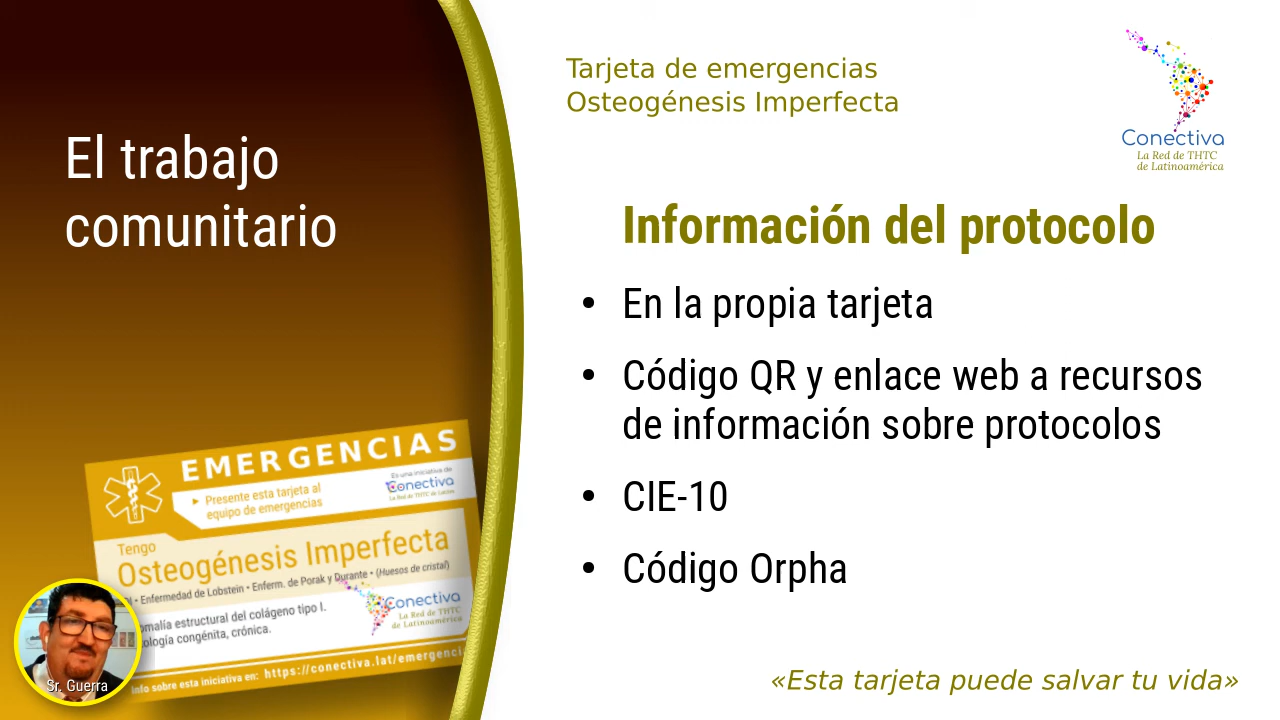 El trabajo
comunitario
Tarjeta de emergencias
Osteogénesis Imperfecta
Conectiva
La Red de THTC
de Latinoamérica
Información del protocolo
• En la propia tarjeta
• Código QR y enlace web a recursos
de información sobre protocolos
• CIE-10
• Código Orpha
EMERGENCIAS
Presente esta tarjeta al
equipo de emergencias
Es una iniciativa de
Conectiva
La Red de THTC de Latinoa
Tengo
Osteogénesis Imperfecta
• Enfermedad de Lobstein • Enferm. de Porak y Durante • (Huesos de cristal)
malía estructural del colágeno tipo I.
ología congénita, crónica.
Conectiva
La Red de THTC
de Latinoamérica
Info sobre esta iniciativa en: https://conectiva.lat/emergenci
Sr. Guerra
«Esta tarjeta puede salvar tu vida»